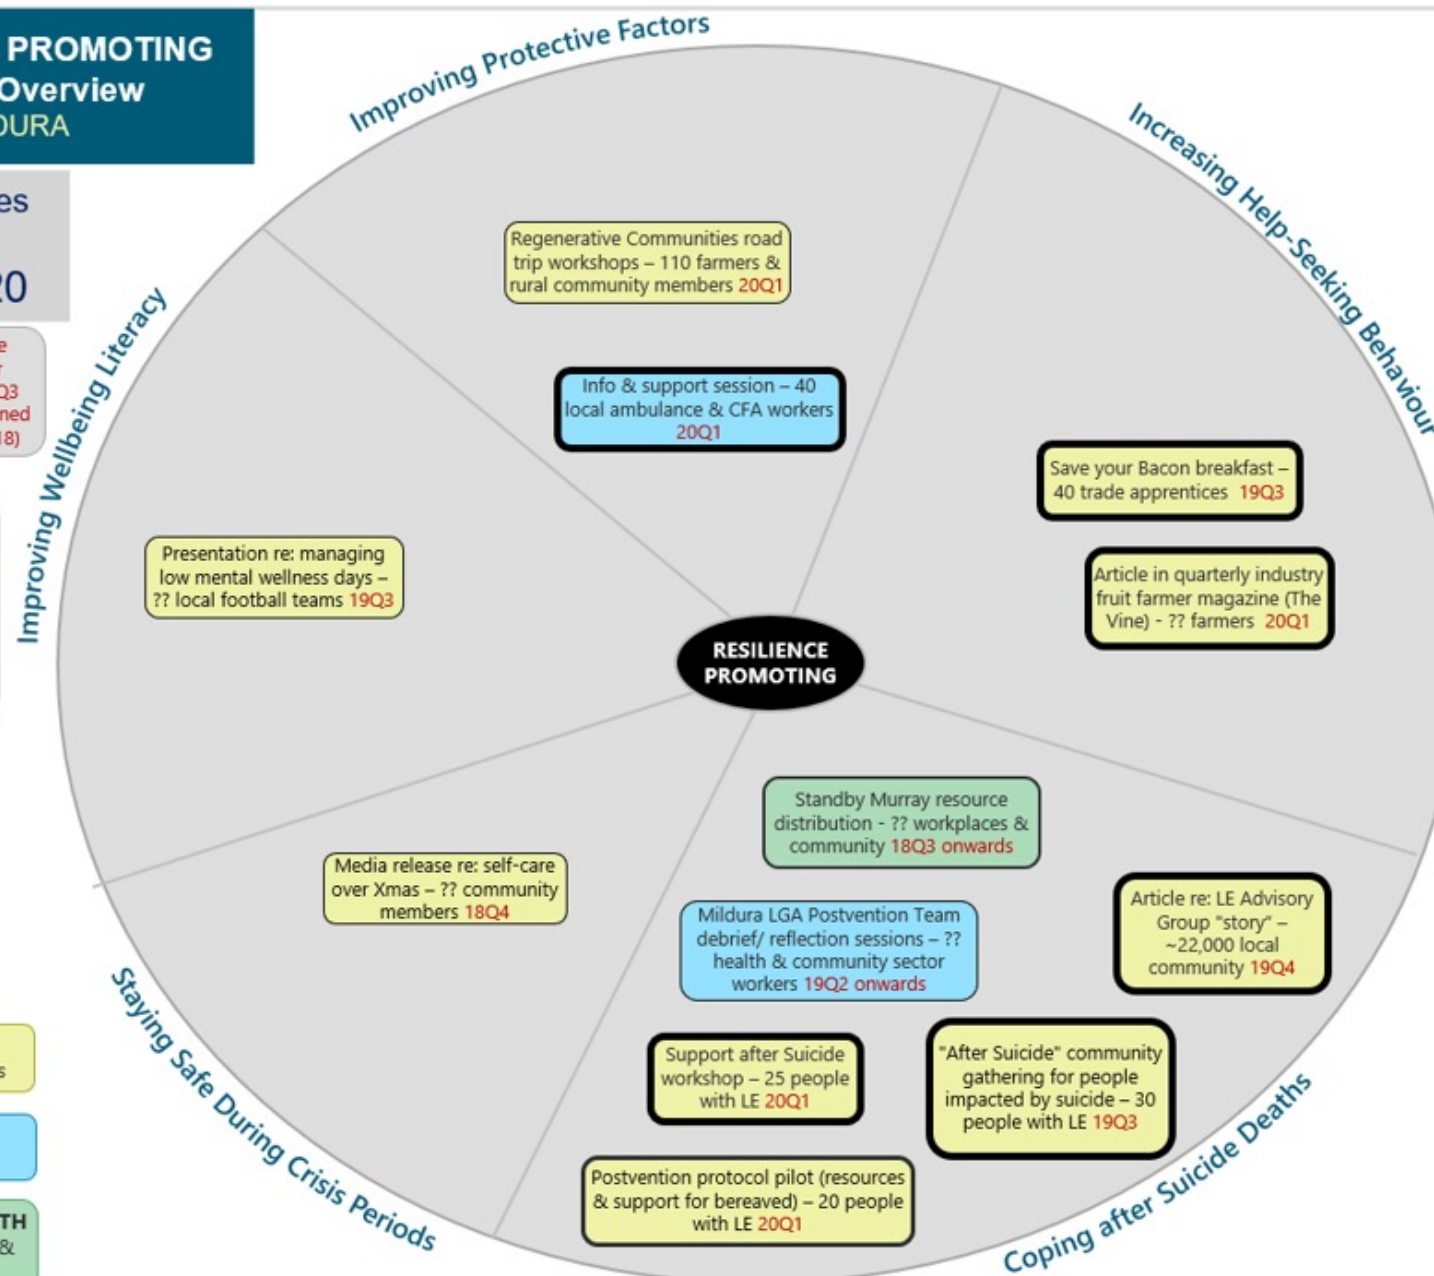 PROMOTING
Overview
DURA
es
20
e
r
Q3
ned
18)
Improving Protective Factors
Increasing Help-Seeking Behaviour
Improving Wellbeing Literacy
Regenerative Communities road
trip workshops – 110 farmers &
rural community members 20Q1
Info & support session – 40
local ambulance & CFA workers
20Q1
Save your Bacon breakfast –
40 trade apprentices 19Q3
Article in quarterly industry
fruit farmer magazine (The
Vine) - ?? farmers 20Q1
Presentation re: managing
low mental wellness days –
?? local football teams 19Q3
RESILIENCE
PROMOTING
Standby Murray resource
distribution - ?? workplaces &
community 18Q3 onwards
Media release re: self-care
over Xmas – ?? community
members 18Q4
Mildura LGA Postvention Team
debrief/ reflection sessions – ??
health & community sector
workers 19Q2 onwards
Article re: LE Advisory
Group "story" –
~22,000 local
community 19Q4
Support after Suicide
workshop – 25 people
with LE 20Q1
"After Suicide" community
gathering for people
impacted by suicide – 30
people with LE 19Q3
Postvention protocol pilot (resources
& support for bereaved) – 20 people
with LE 20Q1
Staying Safe During Crisis Periods
Coping after Suicide Deaths
s
TH
&